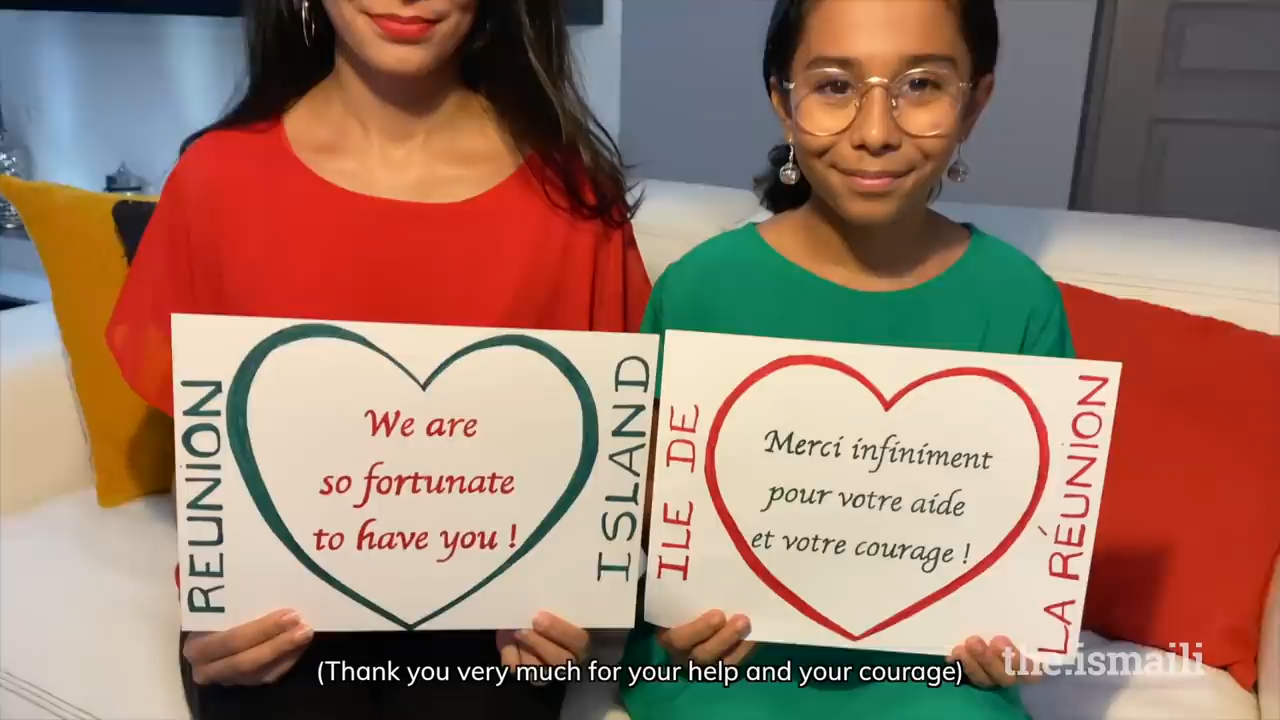 REUNION
We are
so fortunate
to have you !
ISLAND
ILE DE
Merci infiniment
pour votre aide
et votre courage !
LA RÉUNION
(Thank you very much for your help and your courage)
the.ismaili